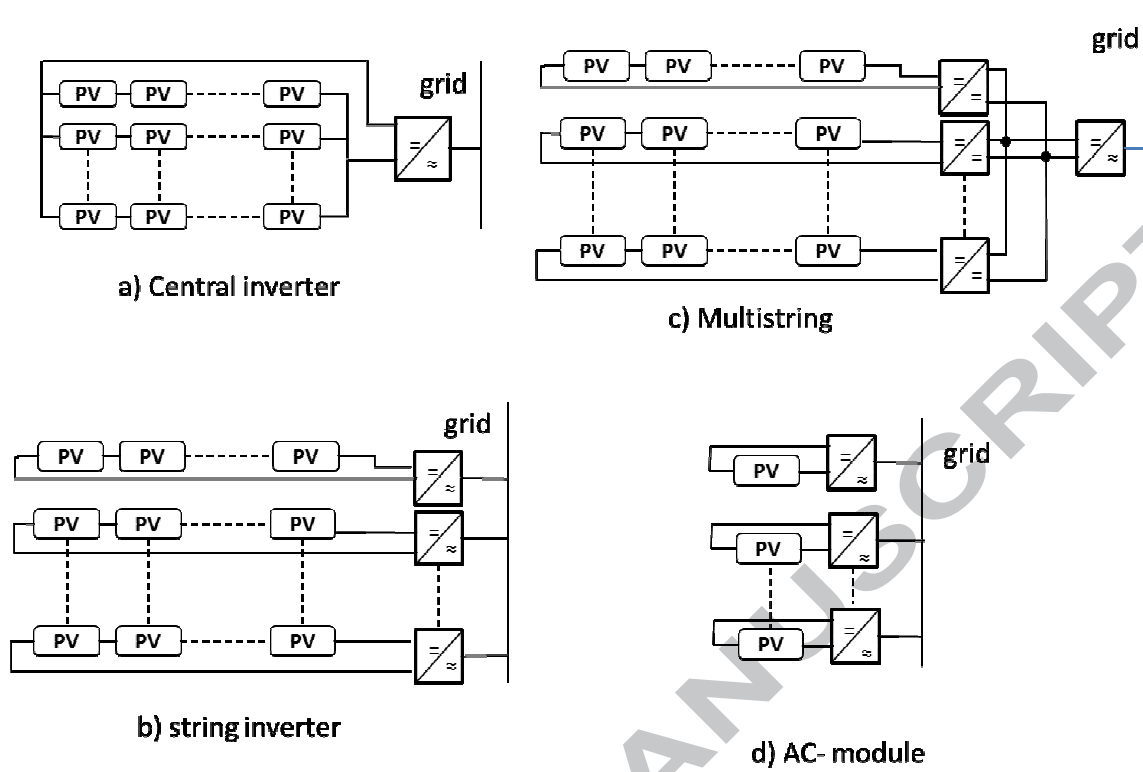 grid
PV PV PV
PV PV PV
PV PV PV
= ≈
a) Central inverter
grid
PV PV PV = =
PV PV PV = = = ≈
PV PV PV = =
c) Multistring
grid
PV PV PV = ≈
PV PV PV = ≈
PV PV PV = ≈
b) string inverter
grid
PV = ≈
PV = ≈
PV = ≈
d) AC- module
ANUSCRIPT